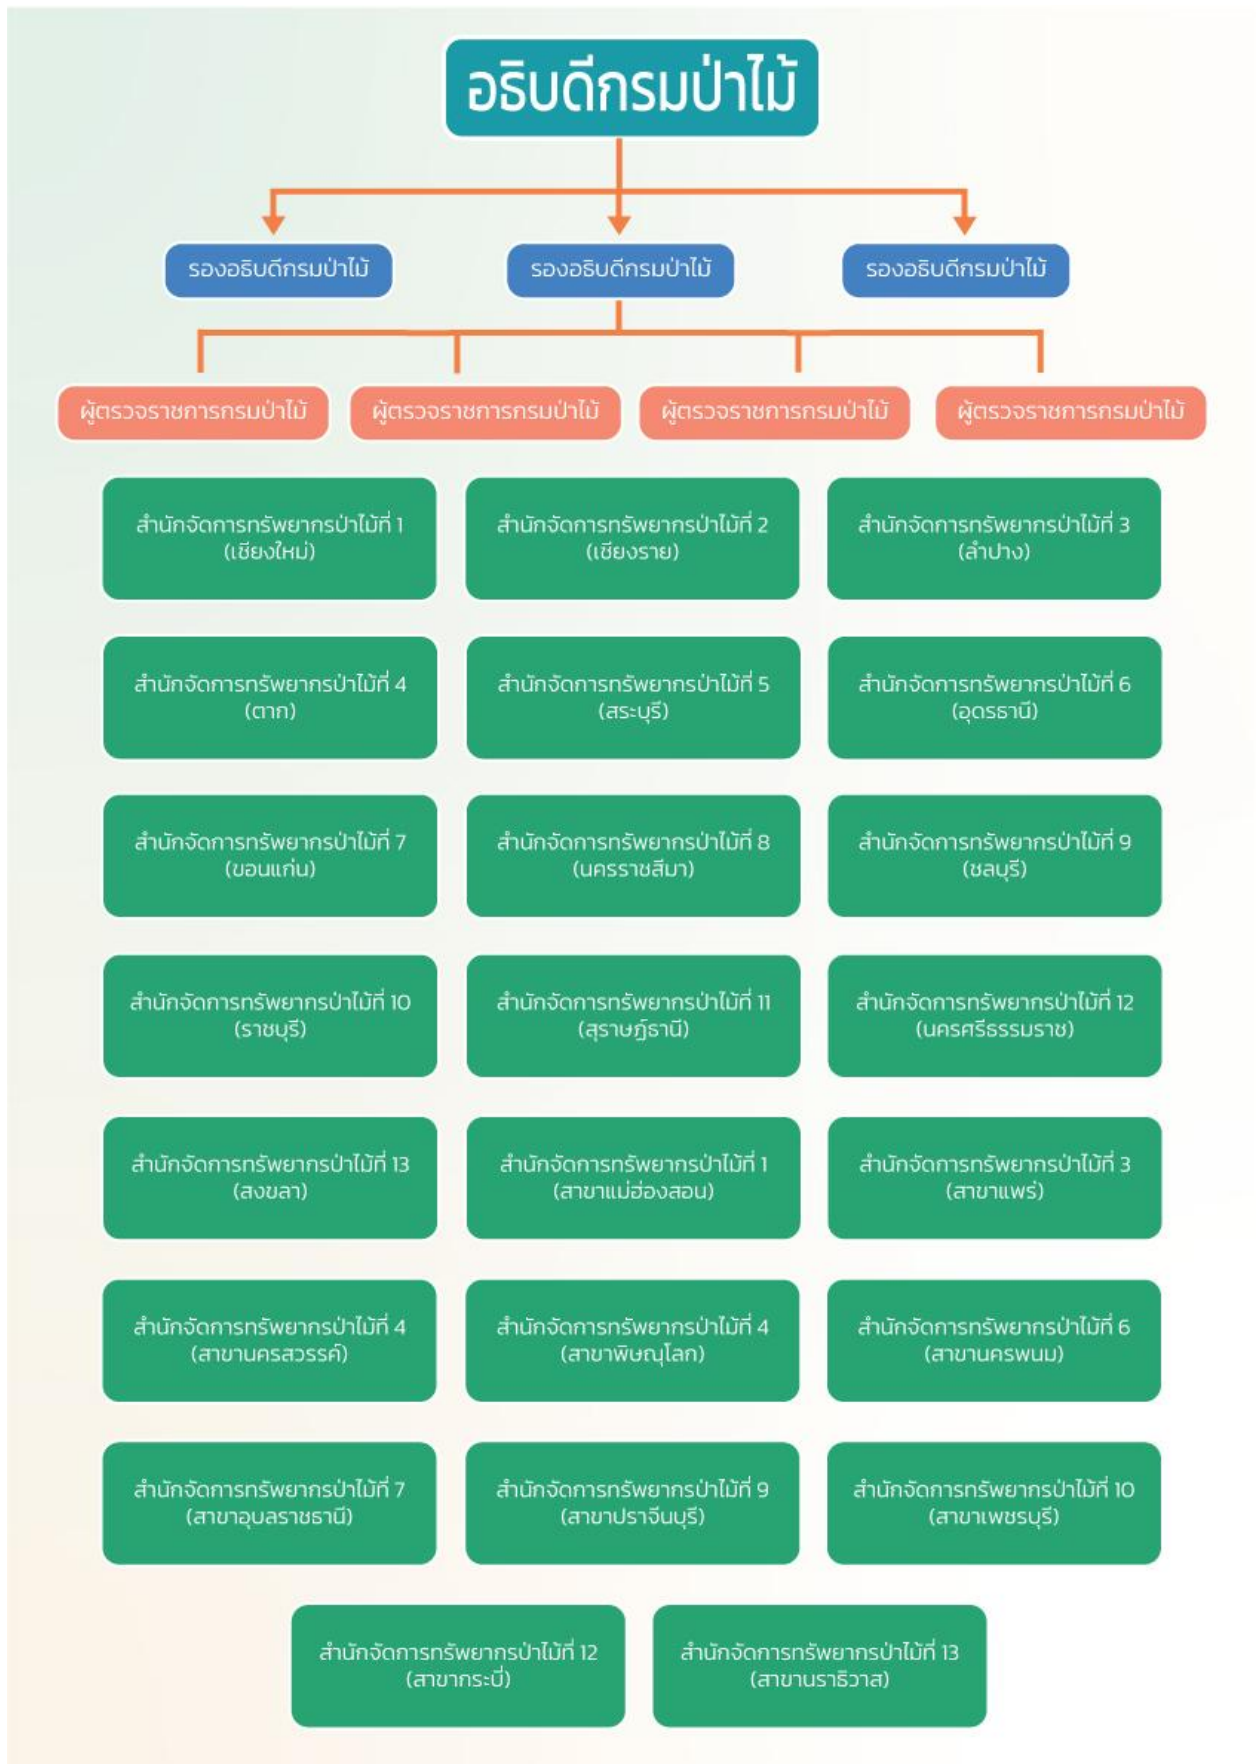 อธิบดีกรมป่าไม้
รองอธิบดีกรมป่าไม้
รองอธิบดีกรมป่าไม้
รองอธิบดีกรมป่าไม้
ผู้ตรวจราชการกรมป่าไม้
ผู้ตรวจราชการกรมป่าไม้
ผู้ตรวจราชการกรมป่าไม้
ผู้ตรวจราชการกรมป่าไม้
สำนักจัดการทรัพยากรป่าไม้ที่ 1
(เชียงใหม่)
สำนักจัดการทรัพยากรป่าไม้ที่ 2
(เชียงราย)
สำนักจัดการทรัพยากรป่าไม้ที่ 3
(ลำปาง)
สำนักจัดการทรัพยากรป่าไม้ที่ 4
(ตาก)
สำนักจัดการทรัพยากรป่าไม้ที่ 5
(สระบุรี)
สำนักจัดการทรัพยากรป่าไม้ที่ 6
(อุดรธานี)
สำนักจัดการทรัพยากรป่าไม้ที่ 7
(ขอนแก่น)
สำนักจัดการทรัพยากรป่าไม้ที่ 8
(นครราชสีมา)
สำนักจัดการทรัพยากรป่าไม้ที่ 9
(ชลบุรี)
สำนักจัดการทรัพยากรป่าไม้ที่ 10
(ราชบุรี)
สำนักจัดการทรัพยากรป่าไม้ที่ 11
(สุราษฎ์ธานี)
สำนักจัดการทรัพยากรป่าไม้ที่ 12
(นครศรีธรรมราช)
สำนักจัดการทรัพยากรป่าไม้ที่ 13
(สงขลา)
สำนักจัดการทรัพยากรป่าไม้ที่ 1
(สาขาแม่ฮ่องสอน)
สำนักจัดการทรัพยากรป่าไม้ที่ 3
(สาขาแพร่)
สำนักจัดการทรัพยากรป่าไม้ที่ 4
(สาขานครสวรรค์)
สำนักจัดการทรัพยากรป่าไม้ที่ 4
(สาขาพิษณุโลก)
สำนักจัดการทรัพยากรป่าไม้ที่ 6
(สาขานครพนม)
สำนักจัดการทรัพยากรป่าไม้ที่ 7
(สาขาอุบลราชธานี)
สำนักจัดการทรัพยากรป่าไม้ที่ 9
(สาขาปราจีนบุรี)
สำนักจัดการทรัพยากรป่าไม้ที่ 10
(สาขาเพชรบุรี)
สำนักจัดการทรัพยากรป่าไม้ที่ 12
(สาขากระบี่)
สำนักจัดการทรัพยากรป่าไม้ที่ 13
(สาขานราธิวาส)